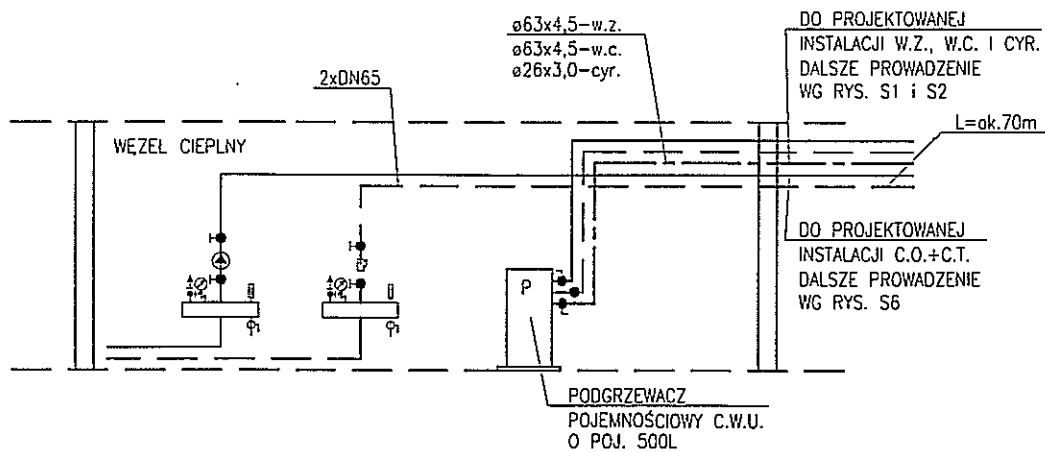 ø63x4,5-w.z.
ø63x4,5-w.c.
ø26x3,0-cyr.
DO PROJEKTOWANEJ
INSTALACJI W.Z., W.C. I CYR.
DALSZE PROWADZENIE
WG RYS. S1 i S2
2xDN65
L=ok.70m
WĘZEŁ CIEPLNY
DO PROJEKTOWANEJ
INSTALACJI C.O.+C.T.
DALSZE PROWADZENIE
WG RYS. S6
P
PODGRZEWACZ
POJEMNOŚCIOWY C.W.U.
O POJ. 500L